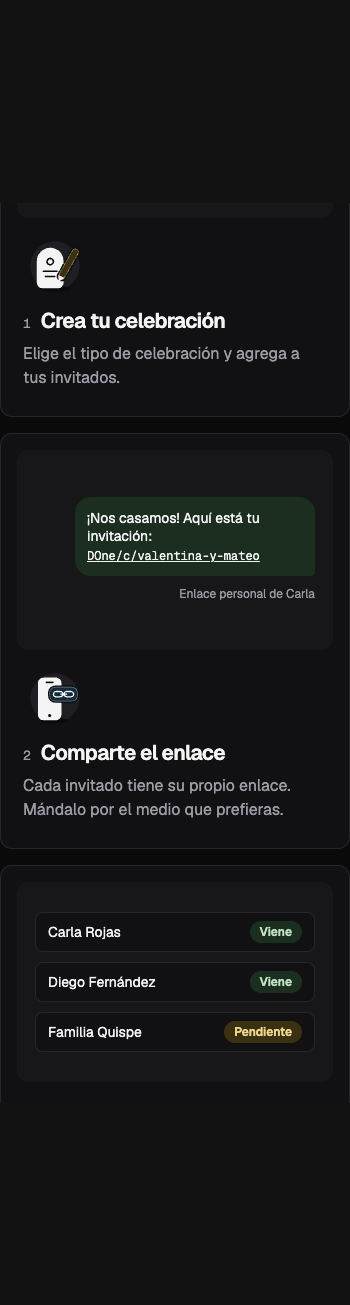 1 Crea tu celebración
Elige el tipo de celebración y agrega a
tus invitados.
¡Nos casamos! Aquí está tu
invitación:
DOne/c/valentina-y-mateo
Enlace personal de Carla
2 Comparte el enlace
Cada invitado tiene su propio enlace.
Mándalo por el medio que prefieras.
Carla Rojas Viene
Diego Fernández Viene
Familia Quispe Pendiente